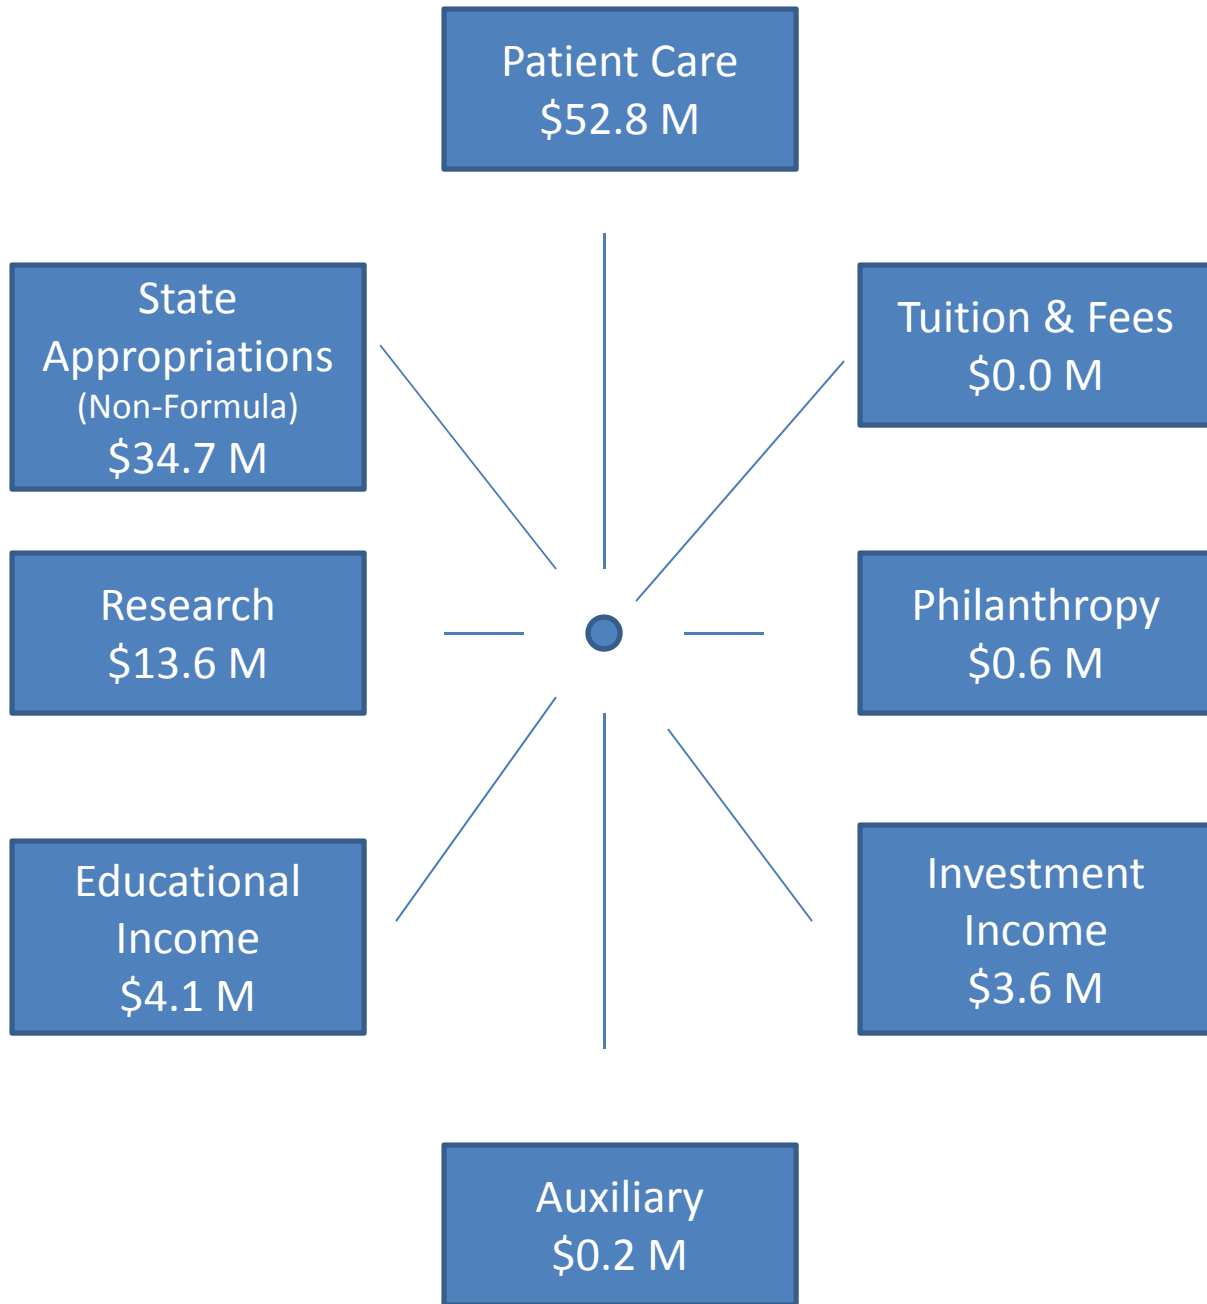 Patient Care
$52.8 M
State
Appropriations
(Non-Formula)
$34.7 M
Tuition & Fees
$0.0 M
Research
$13.6 M
Philanthropy
$0.6 M
Educational
Income
$4.1 M
Investment
Income
$3.6 M
Auxiliary
$0.2 M